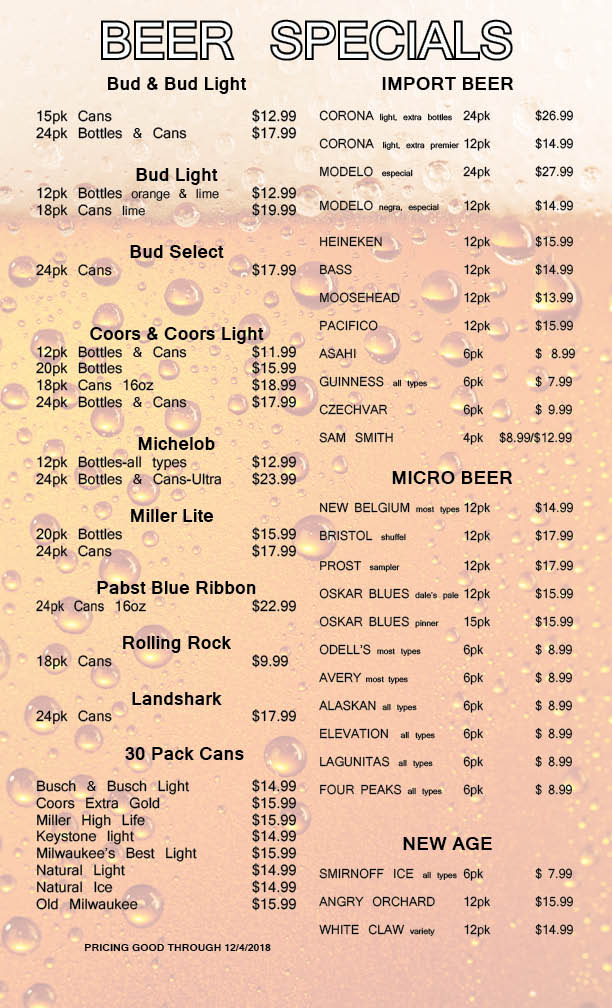 BEER SPECIALS
Bud & Bud Light
15pk Cans $12.99
24pk Bottles & Cans $17.99
Bud Light
12pk Bottles orange & lime $12.99
18pk Cans lime $19.99
Bud Select
24pk Cans $17.99
Coors & Coors Light
12pk Bottles & Cans $11.99
20pk Bottles $15.99
18pk Cans 16oz $18.99
24pk Bottles & Cans $17.99
Michelob
12pk Bottles-all types $12.99
24pk Bottles & Cans-Ultra $23.99
Miller Lite
20pk Bottles $15.99
24pk Cans $17.99
Pabst Blue Ribbon
24pk Cans 16oz $22.99
Rolling Rock
18pk Cans $9.99
Landshark
24pk Cans $17.99
30 Pack Cans
Busch & Busch Light $14.99
Coors Extra Gold $15.99
Miller High Life $15.99
Keystone light $14.99
Milwaukee's Best Light $15.99
Natural Light $14.99
Natural Ice $14.99
Old Milwaukee $15.99
PRICING GOOD THROUGH 12/4/2018
IMPORT BEER
CORONA light, extra bottles 24pk $26.99
CORONA light, extra premier 12pk $14.99
MODELO especial 24pk $27.99
MODELO negra, especial 12pk $14.99
HEINEKEN 12pk $15.99
BASS 12pk $14.99
MOOSEHEAD 12pk $13.99
PACIFICO 12pk $15.99
ASAHI 6pk $ 8.99
GUINNESS all types 6pk $ 7.99
CZECHVAR 6pk $ 9.99
SAM SMITH 4pk $8.99/$12.99
MICRO BEER
NEW BELGIUM most types 12pk $14.99
BRISTOL shuffel 12pk $17.99
PROST sampler 12pk $17.99
OSKAR BLUES dale's pale 12pk $15.99
OSKAR BLUES pinner 15pk $15.99
ODELL'S most types 6pk $ 8.99
AVERY most types 6pk $ 8.99
ALASKAN all types 6pk $ 8.99
ELEVATION all types 6pk $ 8.99
LAGUNITAS all types 6pk $ 8.99
FOUR PEAKS all types 6pk $ 8.99
NEW AGE
SMIRNOFF ICE all types 6pk $ 7.99
ANGRY ORCHARD 12pk $15.99
WHITE CLAW variety 12pk $14.99